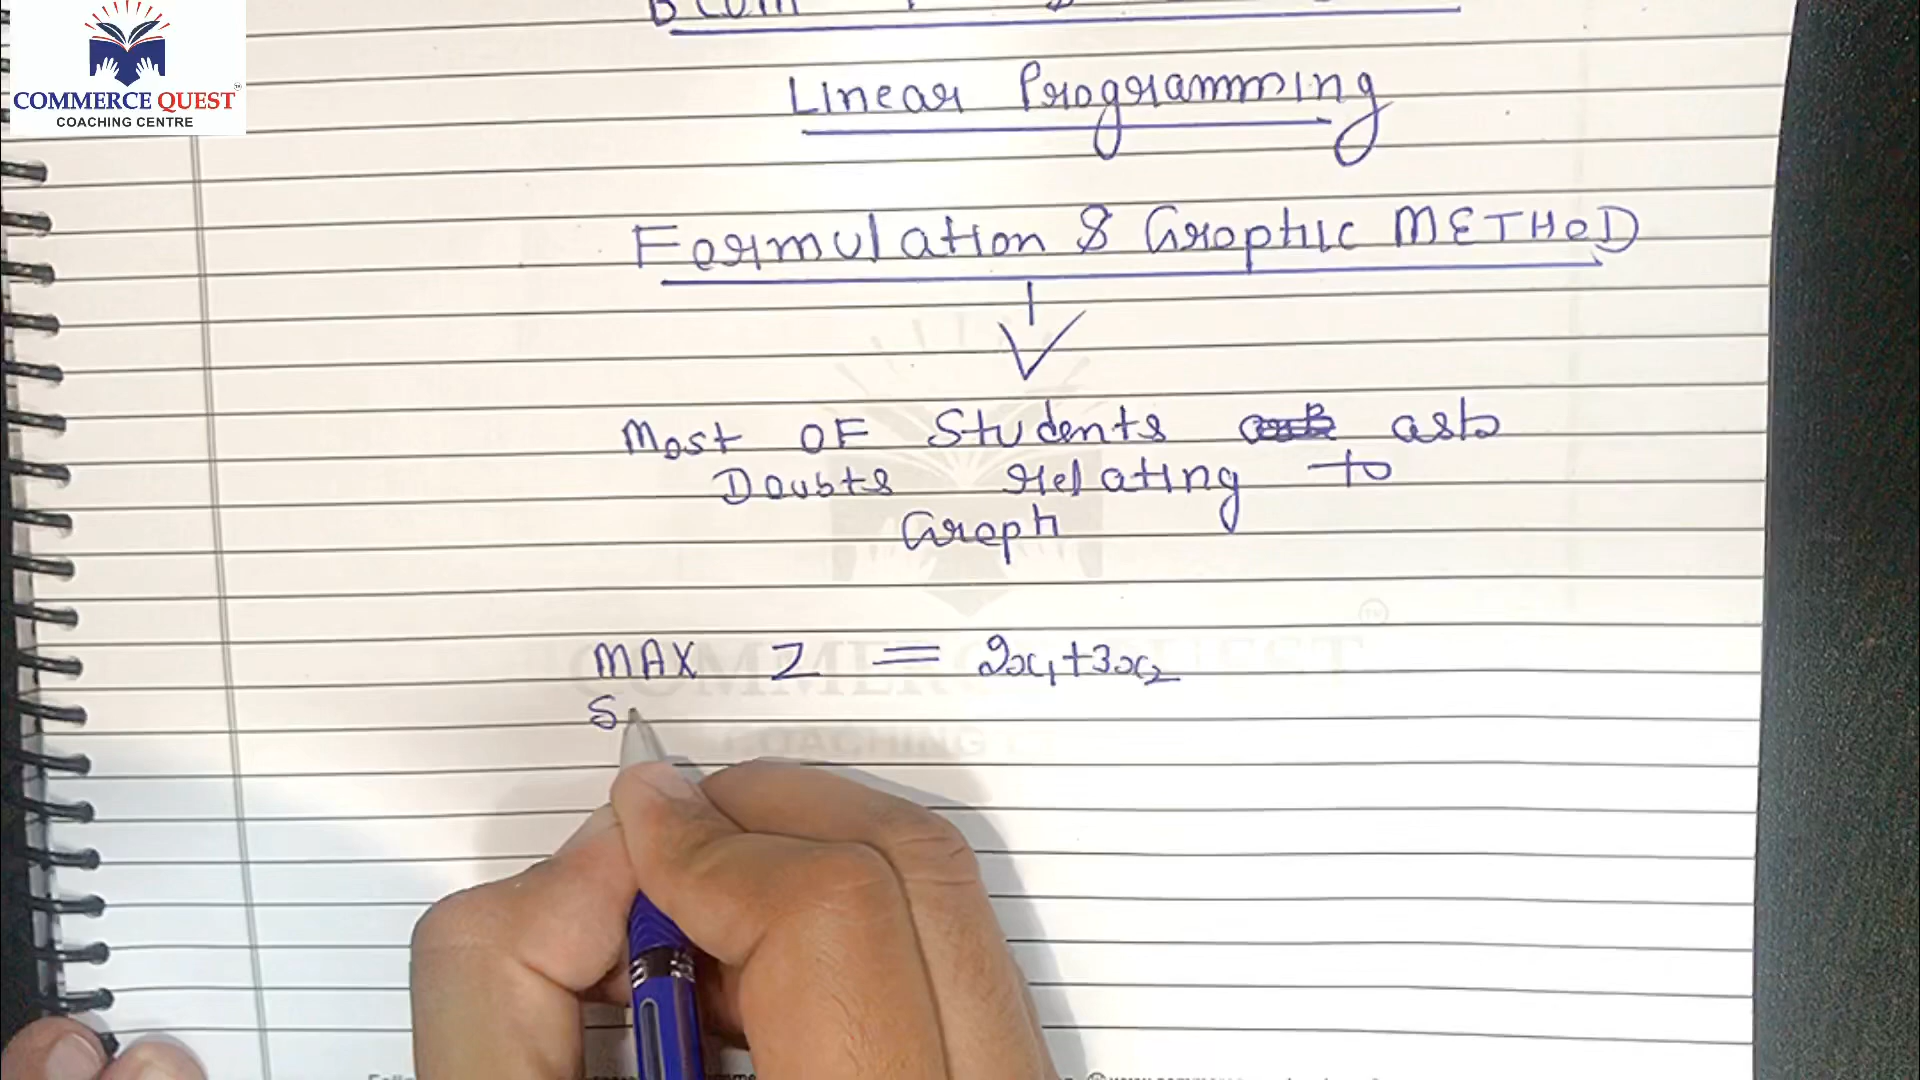 COMMERCE QUEST
COACHING CENTRE
Linear Programming
Formulation & Graphic METHOD
Most OF Students ask
Doubts relating to
Graph
MAX Z = 2x₁+3x₂
S